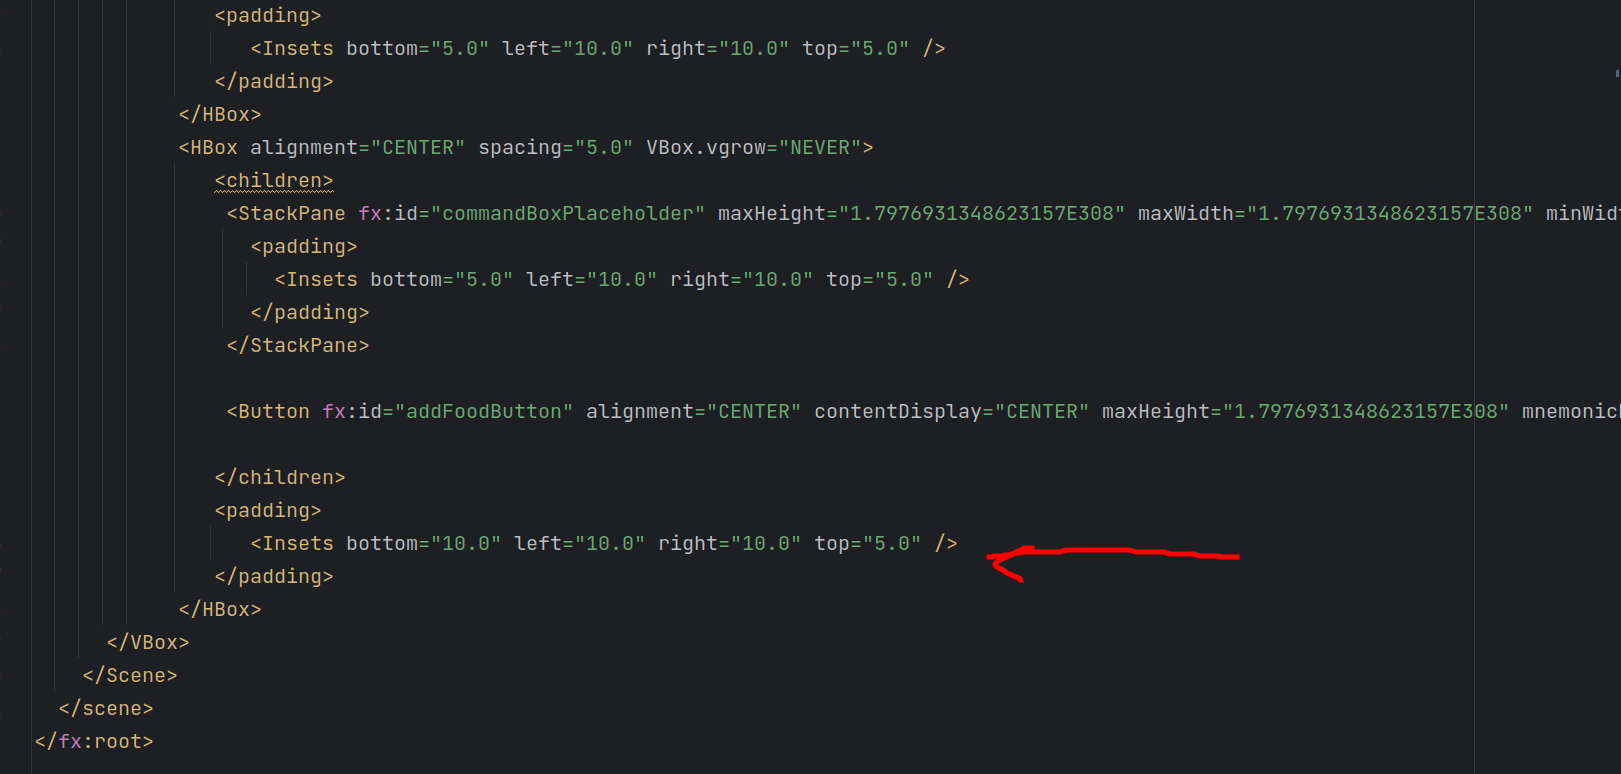 <padding>
<Insets bottom="5.0" left="10.0" right="10.0" top="5.0" />
</padding>
</HBox>
<HBox alignment="CENTER" spacing="5.0" VBox.vgrow="NEVER">
<children>
<StackPane fx:id="commandBoxPlaceholder" maxHeight="1.7976931348623157E308" maxWidth="1.7976931348623157E308"
<padding>
<Insets bottom="5.0" left="10.0" right="10.0" top="5.0" />
</padding>
</StackPane>
<Button fx:id="addFoodButton" alignment="CENTER" contentDisplay="CENTER" maxHeight="1.7976931348623157E308"
</children>
<padding>
<Insets bottom="10.0" left="10.0" right="10.0" top="5.0" />
</padding>
</HBox>
</VBox>
</Scene>
</scene>
</fx:root>